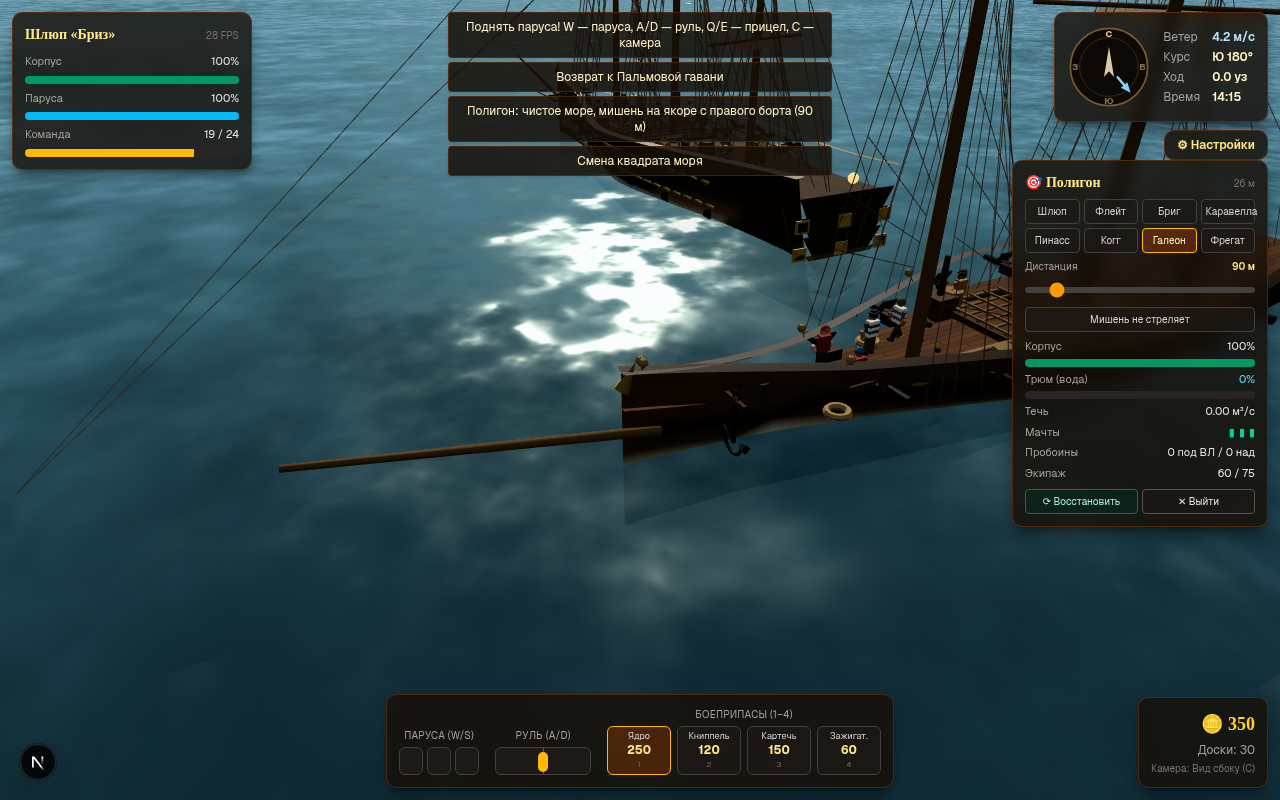 Шлюп «Бриз»
28 FPS
Корпус
100%
Паруса
100%
Команда
19 / 24
Поднять паруса! W — паруса, A/D — руль, Q/E — прицел, C — камера
Возврат к Пальмовой гавани
Полигон: чистое море, мишень на якоре с правого борта (90 м)
Смена квадрата моря
С
З
В
Ю
Ветер 4.2 м/с
Курс Ю 180°
Ход 0.0 уз
Время 14:15
⚙ Настройки
🎯 Полигон
26 м
Шлюп
Флейт
Бриг
Каравелла
Пинасс
Когг
Галеон
Фрегат
Дистанция
90 м
Мишень не стреляет
Корпус
100%
Трюм (вода)
0%
Течь
0.00 м³/с
Мачты
Пробоины
0 под ВЛ / 0 над
Экипаж
60 / 75
⟳ Восстановить
✕ Выйти
ПАРУСА (W/S)
РУЛЬ (A/D)
БОЕПРИПАСЫ (1–4)
Ядро
250
1
Книппель
120
2
Картечь
150
3
Зажигат.
60
4
N
🪙 350
Доски: 30
Камера: Вид сбоку (C)